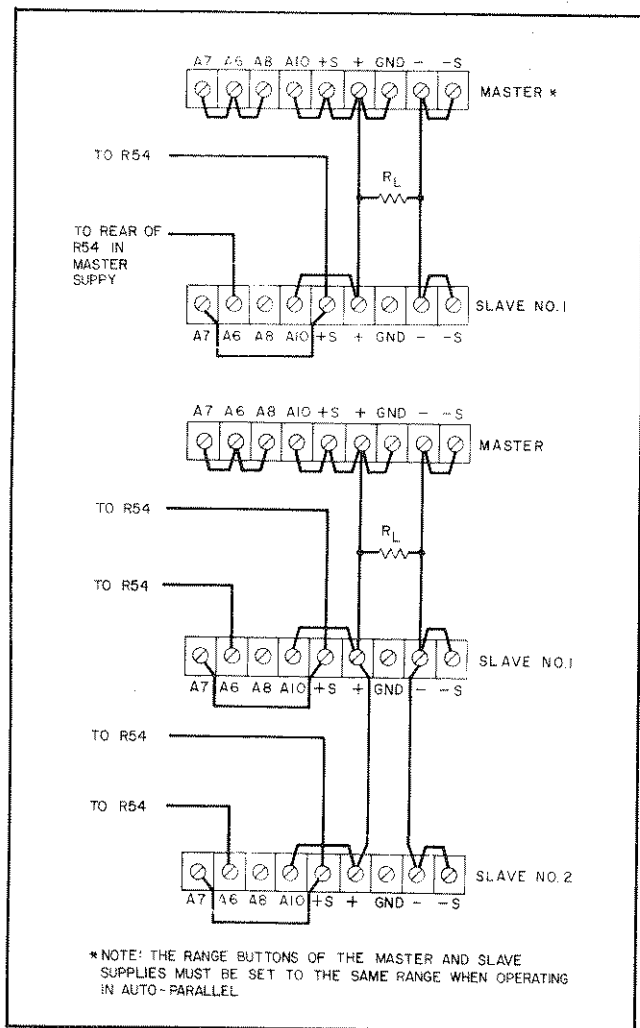 A7 A6 A8 A10 +S + GND - -S
MASTER *
TO R54
R L
TO REAR OF
R54 IN
MASTER
SUPPY
SLAVE NO.1
A7 A6 A8 A10 +S + GND - -S
A7 A6 A8 A10 +S + GND - -S
MASTER
TO R54
R L
TO R54
SLAVE NO.1
A7 A6 A8 A10 +S + GND - -S
TO R54
TO R54
SLAVE NO.2
A7 A6 A8 A10 +S + GND - -S
* NOTE: THE RANGE BUTTONS OF THE MASTER AND SLAVE
SUPPLIES MUST BE SET TO THE SAME RANGE WHEN OPERATING
IN AUTO-PARALLEL